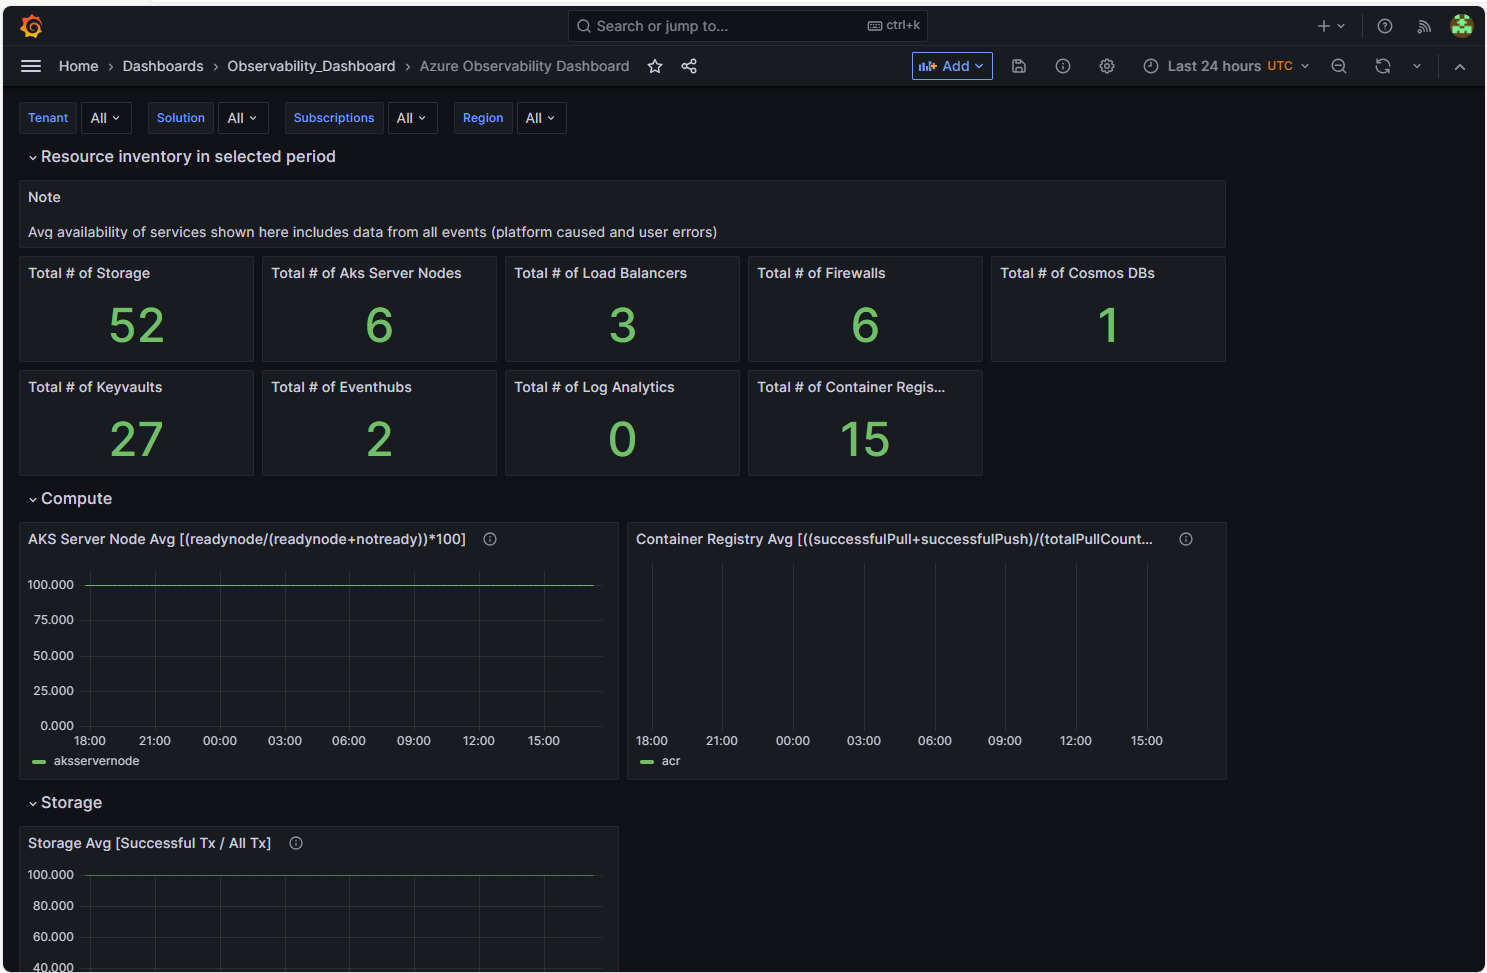 Search or jump to... ctrl+k
Home › Dashboards › Observability_Dashboard › Azure Observability Dashboard Add Last 24 hours UTC
Tenant All Solution All Subscriptions All Region All
Resource inventory in selected period
Note
Avg availability of services shown here includes data from all events (platform caused and user errors)
Total # of Storage
52
Total # of Aks Server Nodes
6
Total # of Load Balancers
3
Total # of Firewalls
6
Total # of Cosmos DBs
1
Total # of Keyvaults
27
Total # of Eventhubs
2
Total # of Log Analytics
0
Total # of Container Regis...
15
Compute
AKS Server Node Avg [(readynode/(readynode+notready))*100]
100.000
75.000
50.000
25.000
0.000
18:00 21:00 00:00 03:00 06:00 09:00 12:00 15:00
aksservernode
Container Registry Avg [((successfulPull+successfulPush)/(totalPullCount...
18:00 21:00 00:00 03:00 06:00 09:00 12:00 15:00
acr
Storage
Storage Avg [Successful Tx / All Tx]
100.000
80.000
60.000
40.000